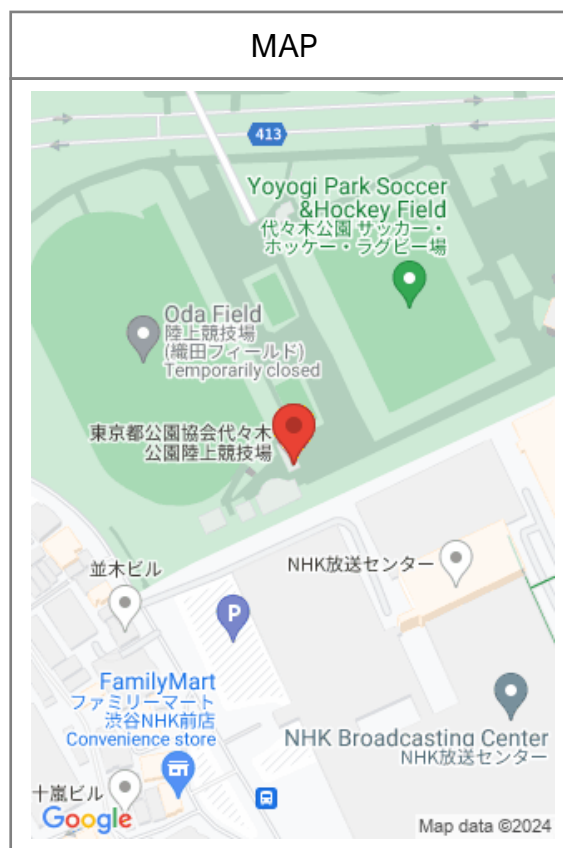 MAP
413
Yoyogi Park Soccer
&Hockey Field
代々木公園 サッカー・
ホッケー・ラグビー場
Oda Field
陸上競技場
(織田フィールド)
Temporarily closed
東京都公園協会代々木
公園陸上競技場
NHK放送センター
並木ビル
P
FamilyMart
ファミリーマート
渋谷NHK前店
Convenience store
NHK Broadcasting Center
NHK放送センター
十嵐ビル
Google
Map data ©2024